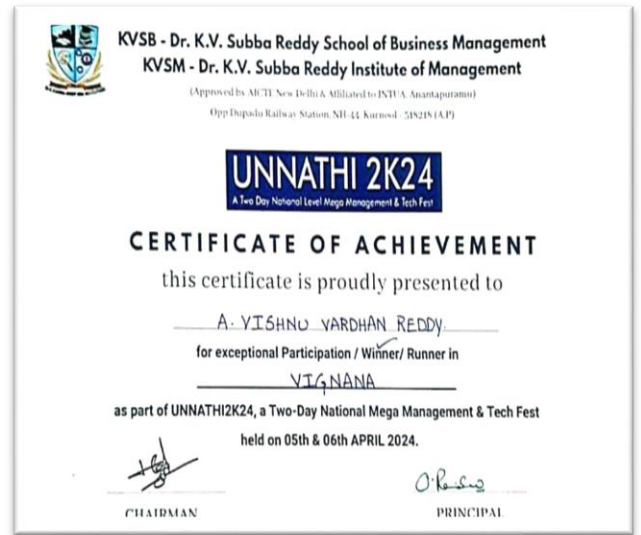 KVSB - Dr. K.V. Subba Reddy School of Business Management
KVSM - Dr. K.V. Subba Reddy Institute of Management
(Approved by AICTE New Delhi & Affiliated to JNTUA, Anantapuramu)
Opp Dupadu Railway Station, NH-44, Kurnool - 518218 (A.P)
UNNATHI 2K24
A Two Day National Level Mega Management & Tech Fest
CERTIFICATE OF ACHIEVEMENT
this certificate is proudly presented to
A. VISHNU VARDHAN REDDY
for exceptional Participation / Winner/ Runner in
VIGNANA
as part of UNNATHI2K24, a Two-Day National Mega Management & Tech Fest
held on 05th & 06th APRIL 2024.
CHAIRMAN
PRINCIPAL